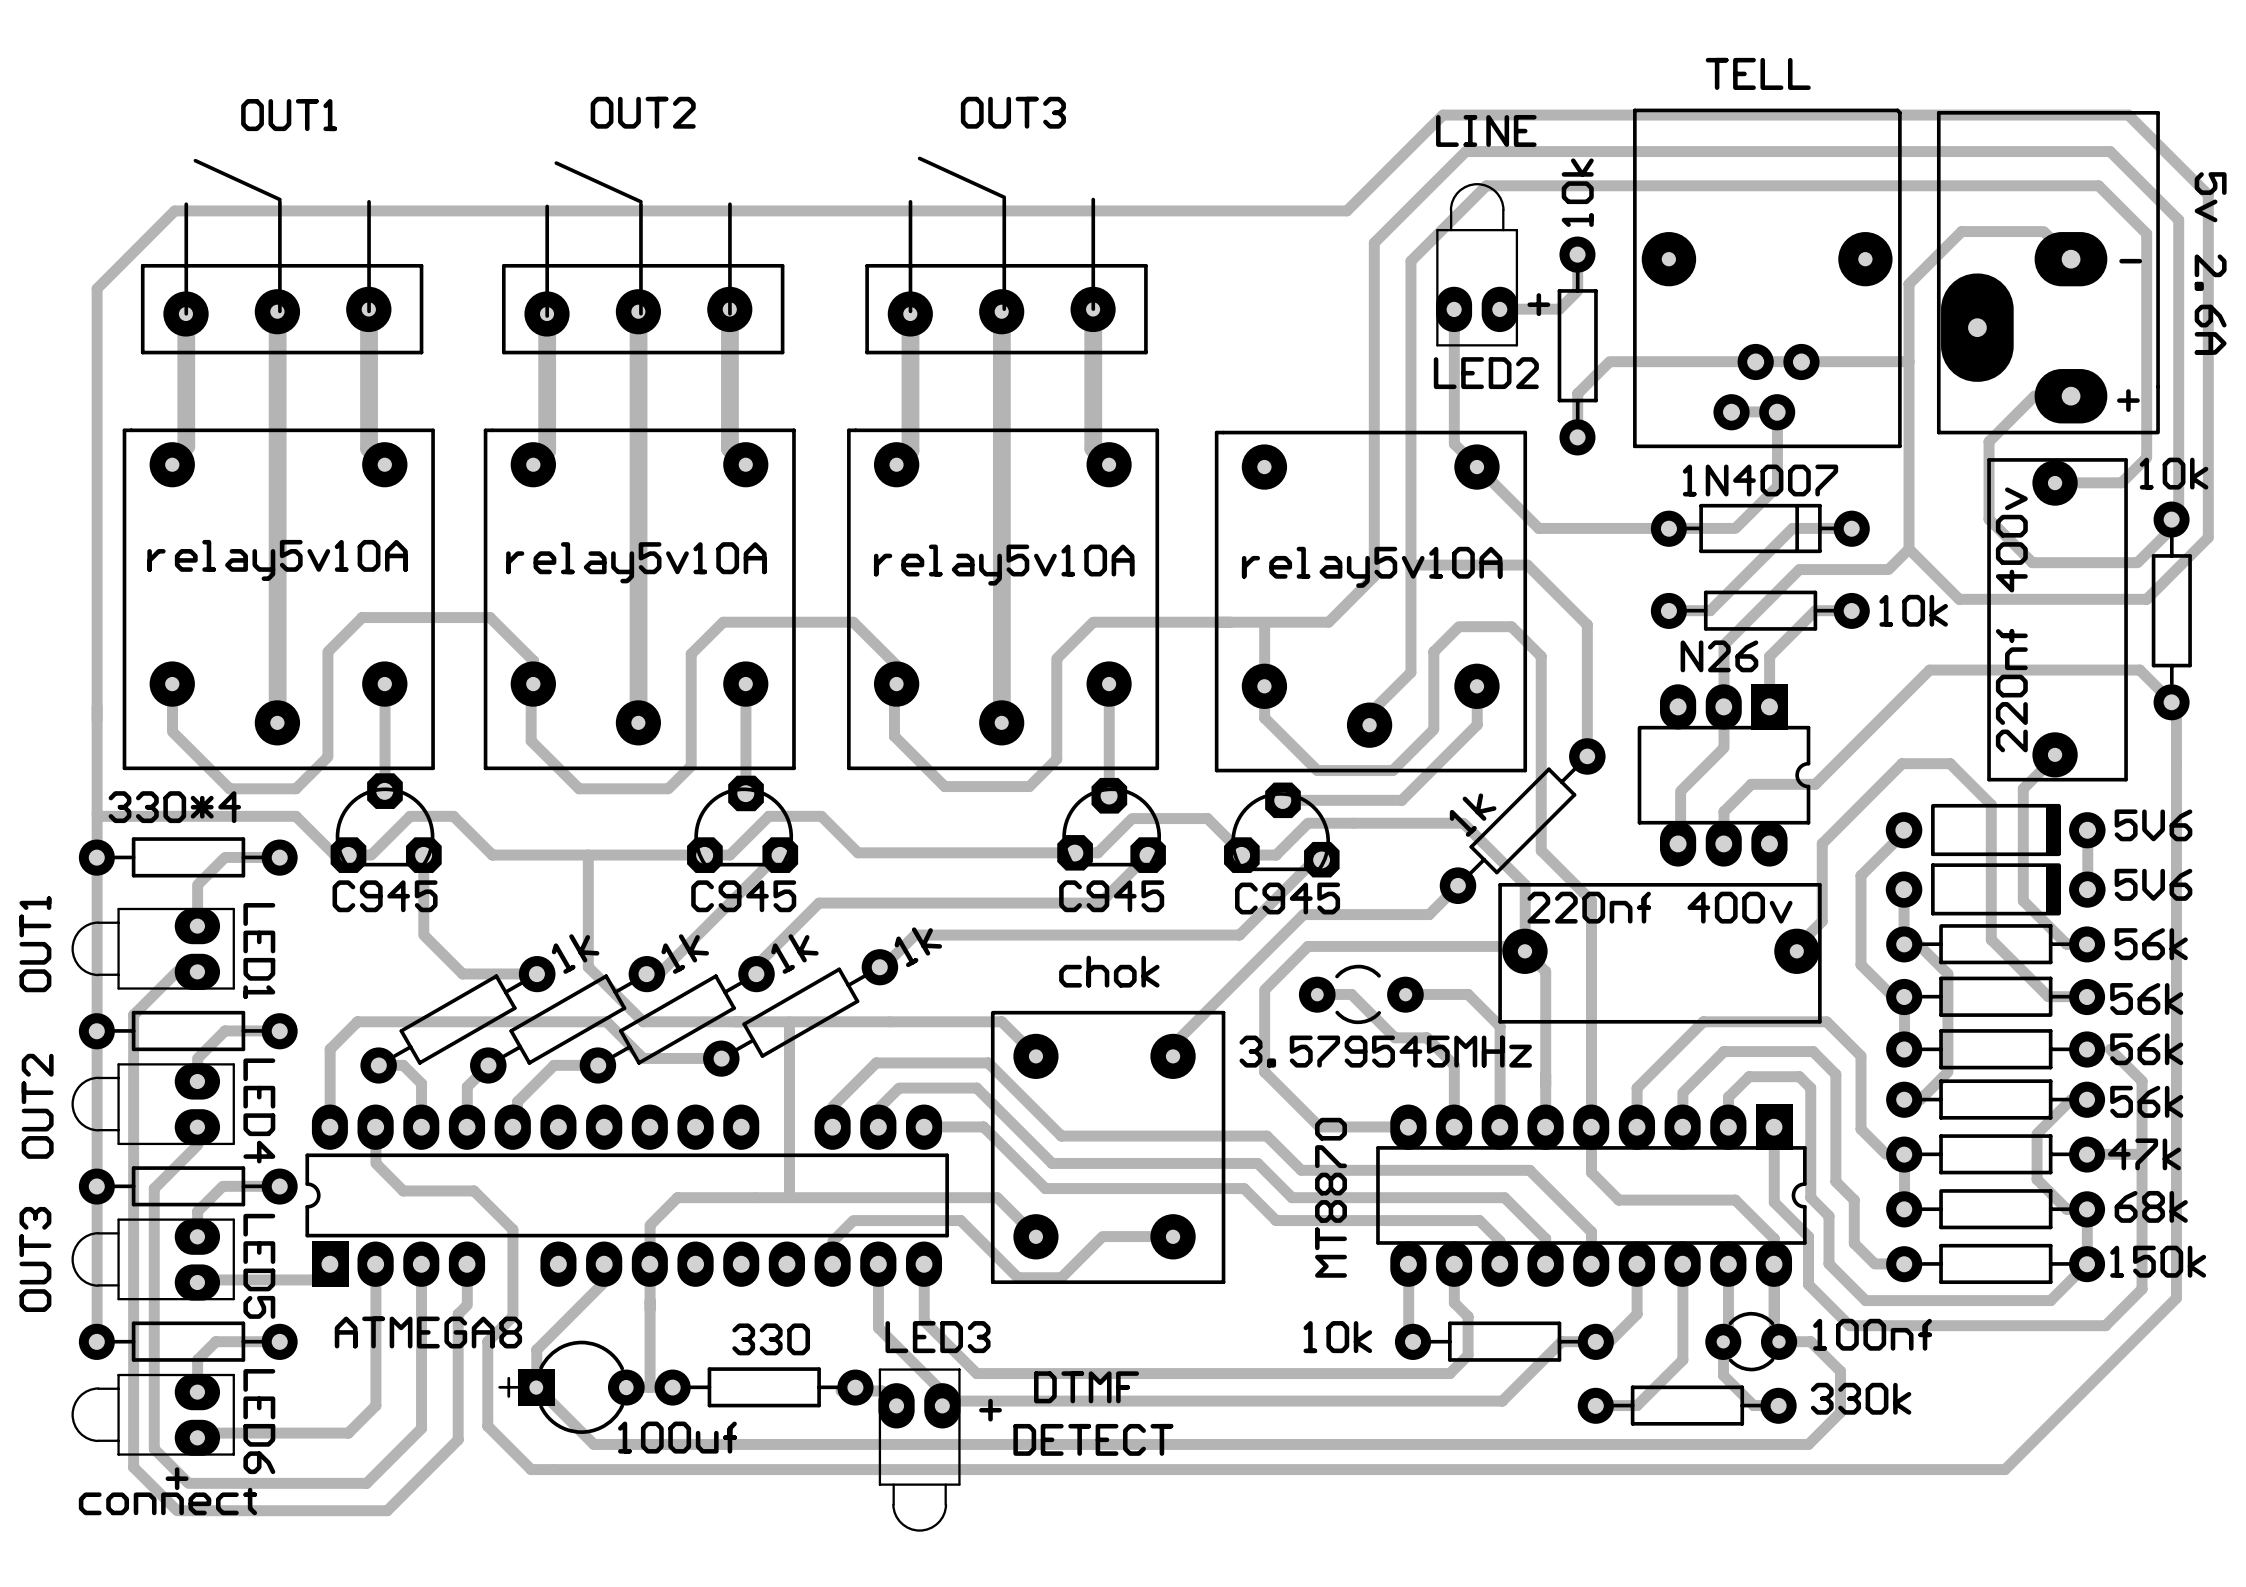 TELL
OUT1
OUT2
OUT3
LINE
10k
5v 2.6A
-
+
+
LED2
1N4007
10k
relay5v10A
relay5v10A
relay5v10A
relay5v10A
220nf 400v
10k
N26
330*4
1k
5V6
C945
C945
C945
C945
5V6
220nf 400v
OUT1
LED1
1k
1k
1k
1k
chok
56k
56k
3.579545MHz
56k
OUT2
LED4
56k
MT8870
47k
68k
OUT3
LED5
150k
ATMEGA8
330
LED3
10k
100nf
+
DTMF
330k
+
LED6
100uf
DETECT
+
connect